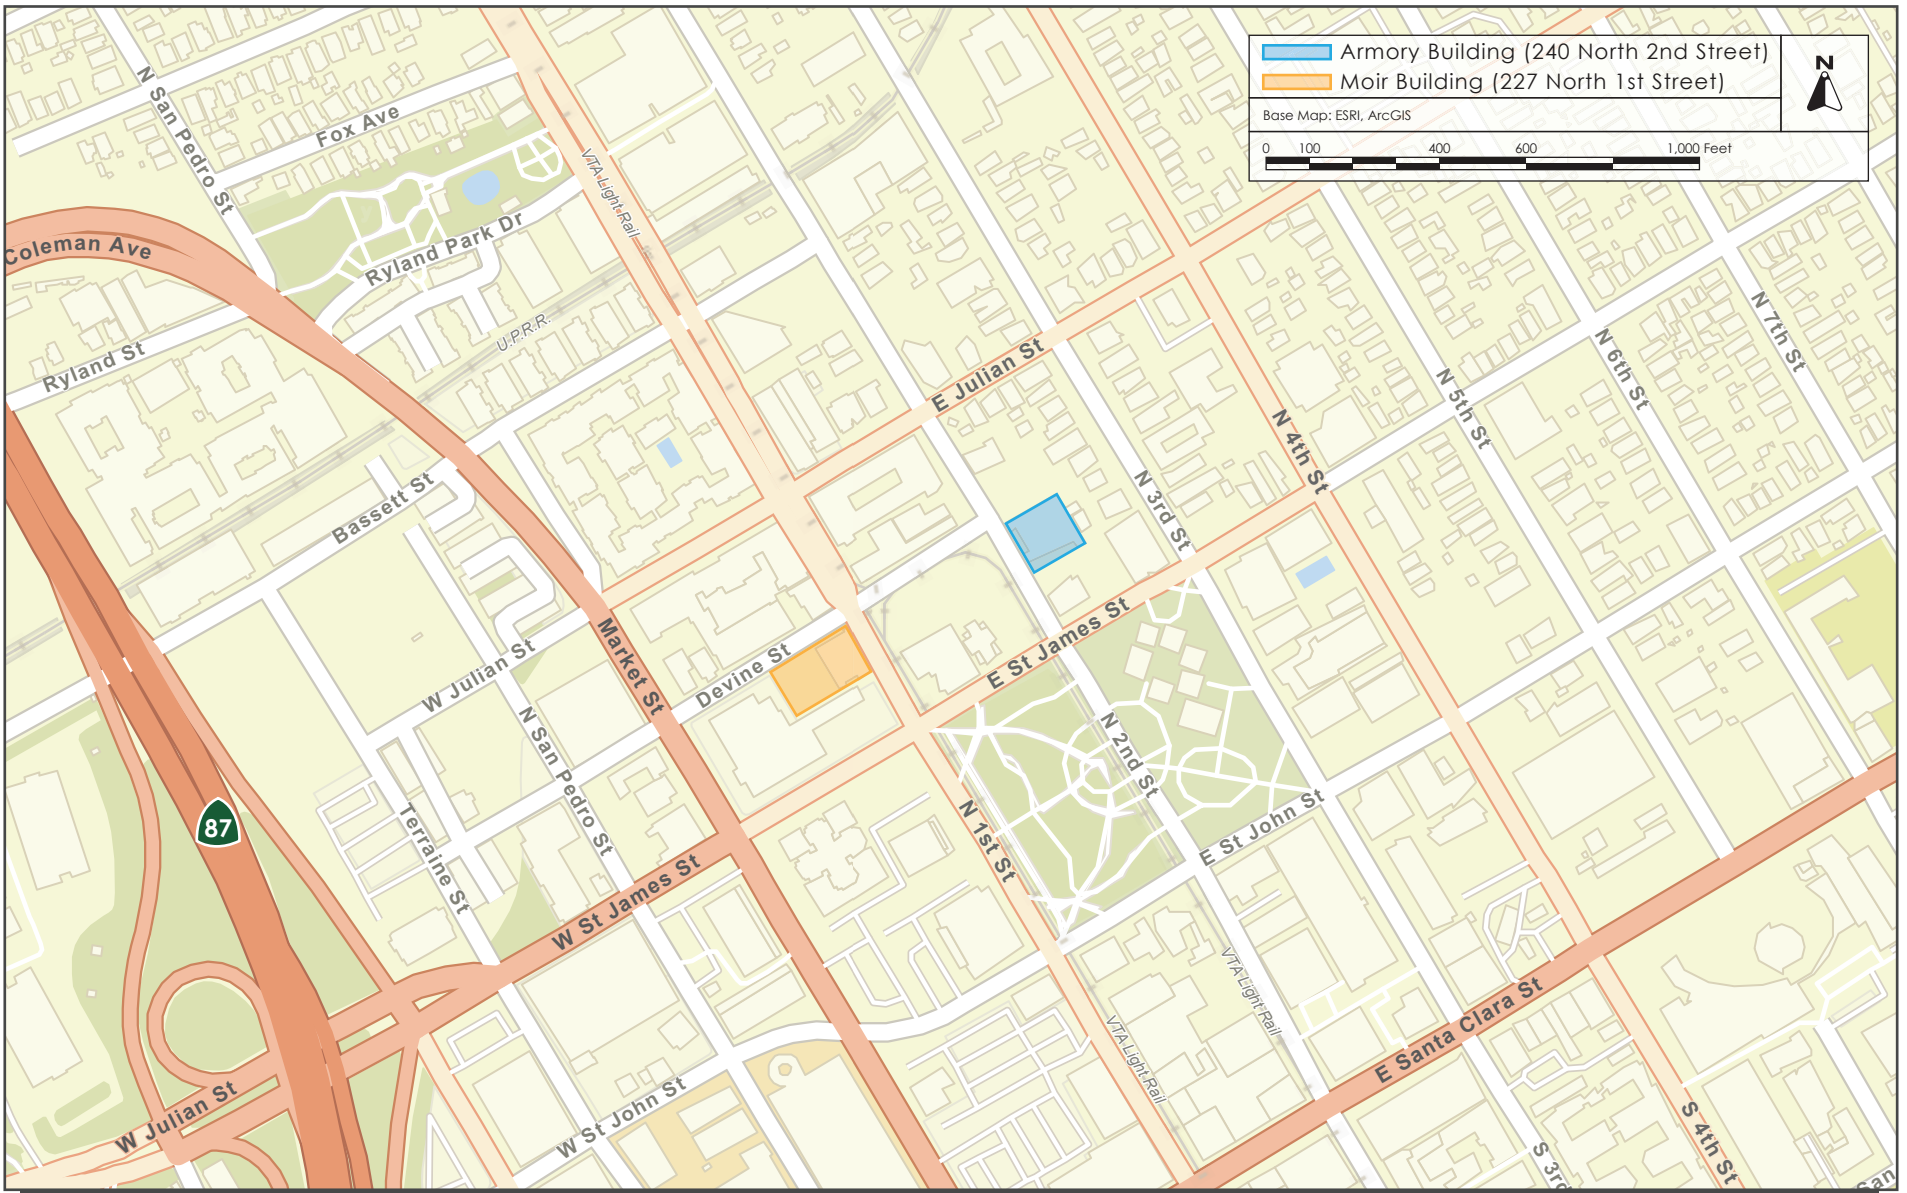 Armory Building (240 North 2nd Street)
Moir Building (227 North 1st Street)
N
Base Map: ESRI, ArcGIS
0 100 400 600 1,000 Feet
N San Pedro St
Fox Ave
VTA Light Rail
Coleman Ave
Ryland Park Dr
U.P.R.R.
Ryland St
E Julian St
N 7th St
N 6th St
N 5th St
N 4th St
N 3rd St
Bassett St
Market St
Devine St
E St James St
W Julian St
N San Pedro St
N 2nd St
N 1st St
E St John St
Terraine St
87
W St James St
VTA Light Rail
VTA Light Rail
E Santa Clara St
W Julian St
W St John St
S 4th St
S 3rd
San